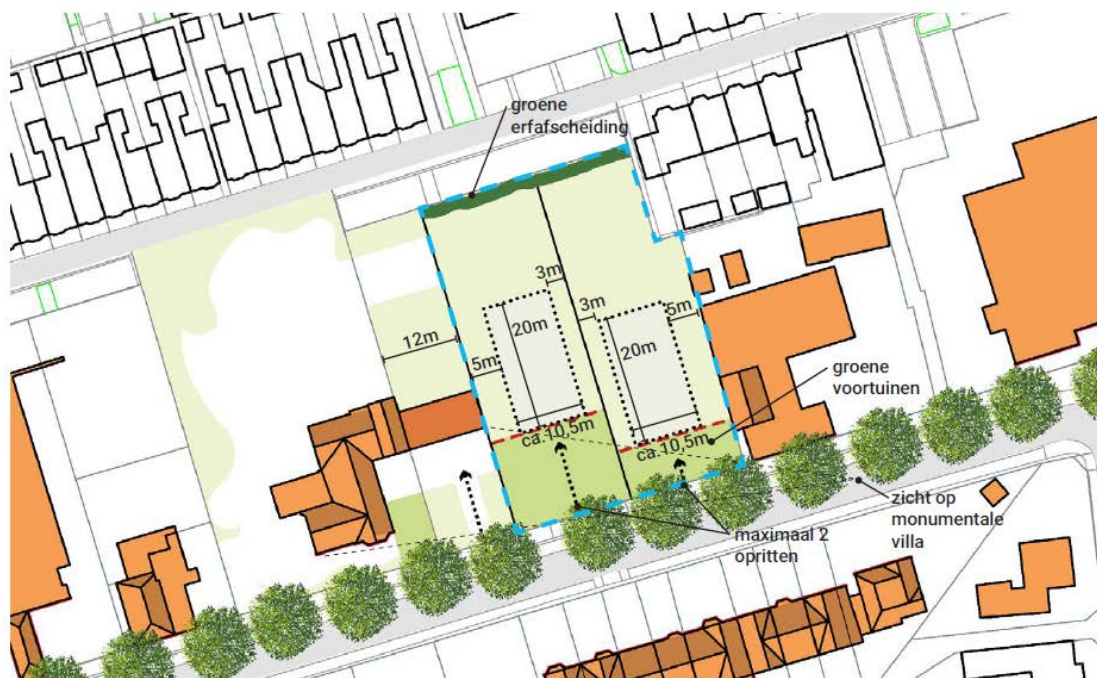 groene
erfafscheiding
3m
3m
5m
20m
20m
12m
5m
groene
voortuinen
ca.10,5m
ca.10,5m
zicht op
monumentale
villa
maximaal 2
opritten